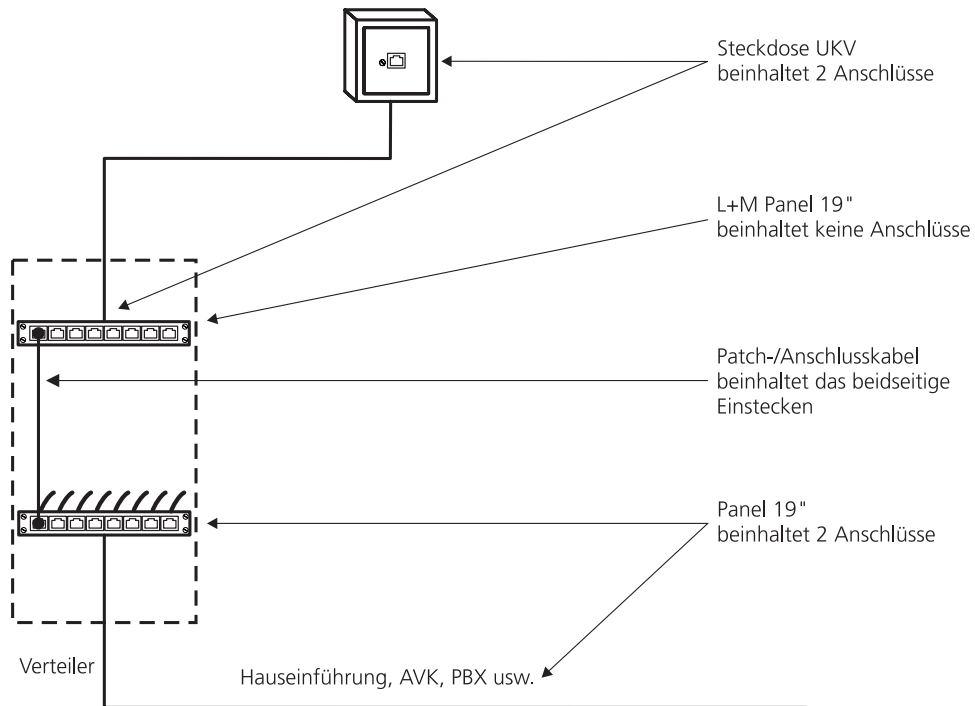 Steckdose UKV
beinhaltet 2 Anschlüsse
L+M Panel 19"
beinhaltet keine Anschlüsse
Patch-/Anschlusskabel
beinhaltet das beidseitige
Einstecken
Panel 19"
beinhaltet 2 Anschlüsse
Verteiler
Hauseinführung, AVK, PBX usw.